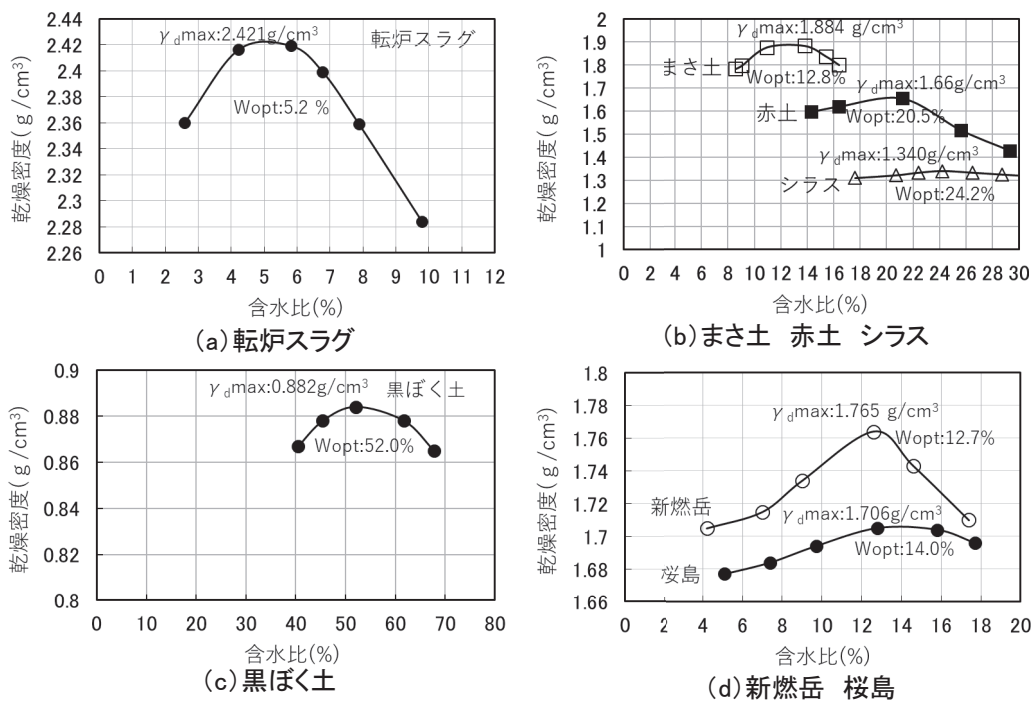 2.44
2.42
2.4
2.38
2.36
2.34
2.32
2.3
2.28
2.26
乾燥密度(g/cm³)
γdmax:2.421g/cm³
転炉スラグ
Wopt:5.2 %
0 1 2 3 4 5 6 7 8 9 10 11 12
含水比(%)
(a)転炉スラグ
2
1.9
1.8
1.7
1.6
1.5
1.4
1.3
1.2
1.1
1
乾燥密度(g/cm³)
γdmax:1.884 g/cm³
まさ土
Wopt:12.8%
γdmax:1.66g/cm³
赤土
Wopt:20.5%
γdmax:1.340g/cm³
シラス
Wopt:24.2%
0 2 4 6 8 10 12 14 16 18 20 22 24 26 28 30
含水比(%)
(b)まさ土 赤土 シラス
0.9
0.88
0.86
0.84
0.82
0.8
乾燥密度(g/cm³)
γdmax:0.882g/cm³
黒ぼく土
Wopt:52.0%
0 10 20 30 40 50 60 70 80
含水比(%)
(c)黒ぼく土
1.8
1.78
1.76
1.74
1.72
1.7
1.68
1.66
乾燥密度(g/cm³)
γdmax:1.765 g/cm³
Wopt:12.7%
新燃岳
γdmax:1.706g/cm³
Wopt:14.0%
桜島
0 2 4 6 8 10 12 14 16 18 20
含水比(%)
(d)新燃岳 桜島